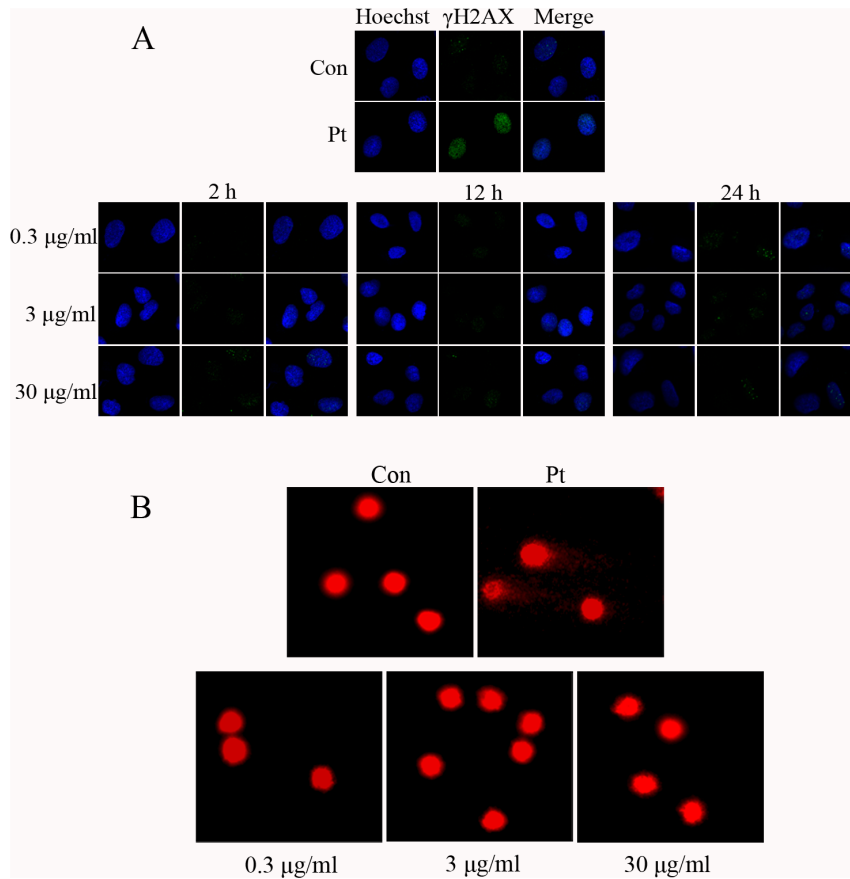 A
Hoechst γH2AX Merge
Con
Pt
2 h 12 h 24 h
0.3 μg/ml
3 μg/ml
30 μg/ml
B
Con Pt
0.3 μg/ml 3 μg/ml 30 μg/ml